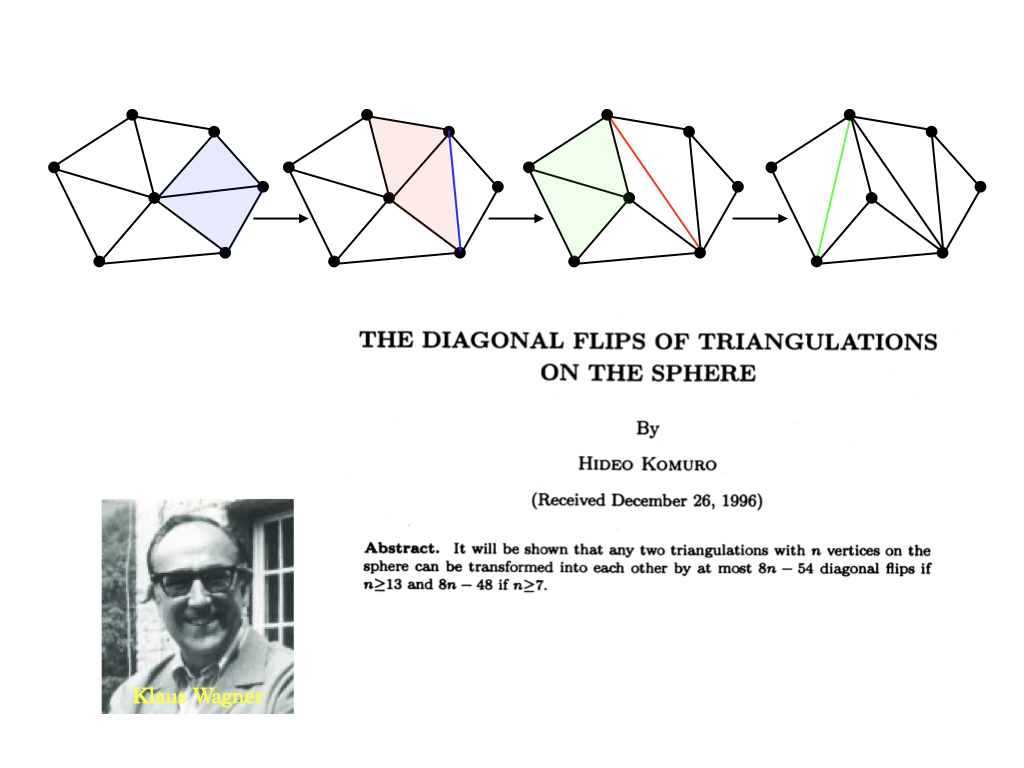 THE DIAGONAL FLIPS OF TRIANGULATIONS
ON THE SPHERE
By
HIDEO KOMURO
(Received December 26, 1996)
Abstract. It will be shown that any two triangulations with n vertices on the
sphere can be transformed into each other by at most 8n − 54 diagonal flips if
n≥13 and 8n − 48 if n≥7.
Klaus Wagner